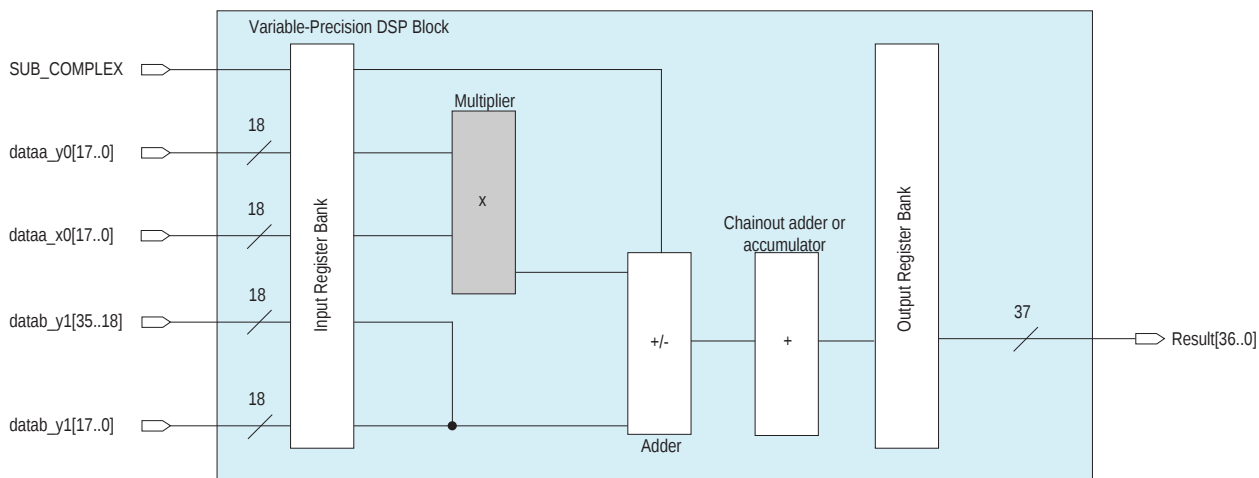 Variable-Precision DSP Block
SUB_COMPLEX
Multiplier
18
dataa_y0[17..0]
x
18
dataa_x0[17..0]
Input Register Bank
Chainout adder or
accumulator
Output Register Bank
18
datab_y1[35..18]
+/-
+
37
Result[36..0]
18
datab_y1[17..0]
Adder